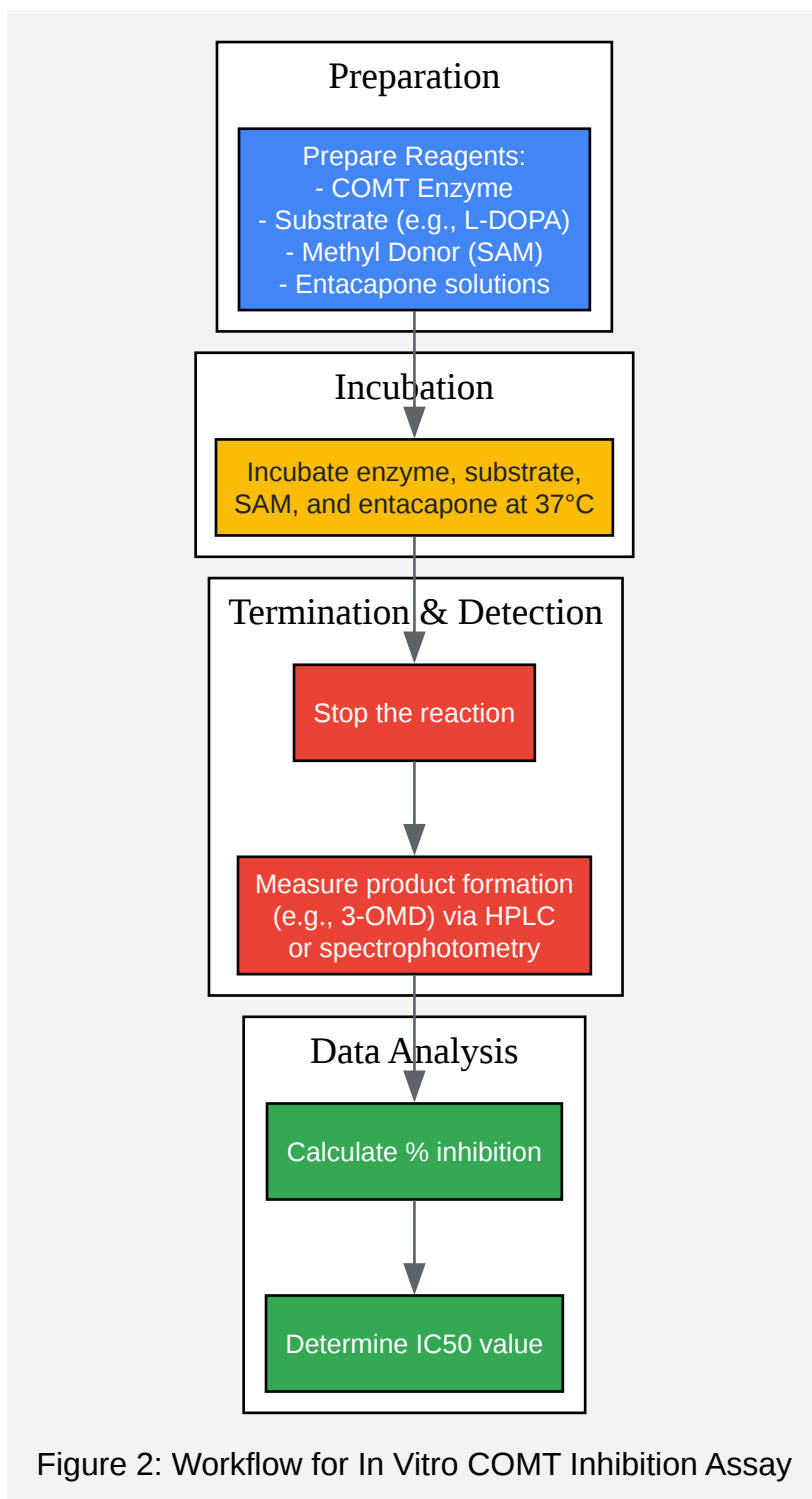 Preparation
Prepare Reagents:
- COMT Enzyme
- Substrate (e.g., L-DOPA)
- Methyl Donor (SAM)
- Entacapone solutions
Incubation
Incubate enzyme, substrate,
SAM, and entacapone at 37°C
Termination & Detection
Stop the reaction
Measure product formation
(e.g., 3-OMD) via HPLC
or spectrophotometry
Data Analysis
Calculate % inhibition
Determine IC50 value
Figure 2: Workflow for In Vitro COMT Inhibition Assay